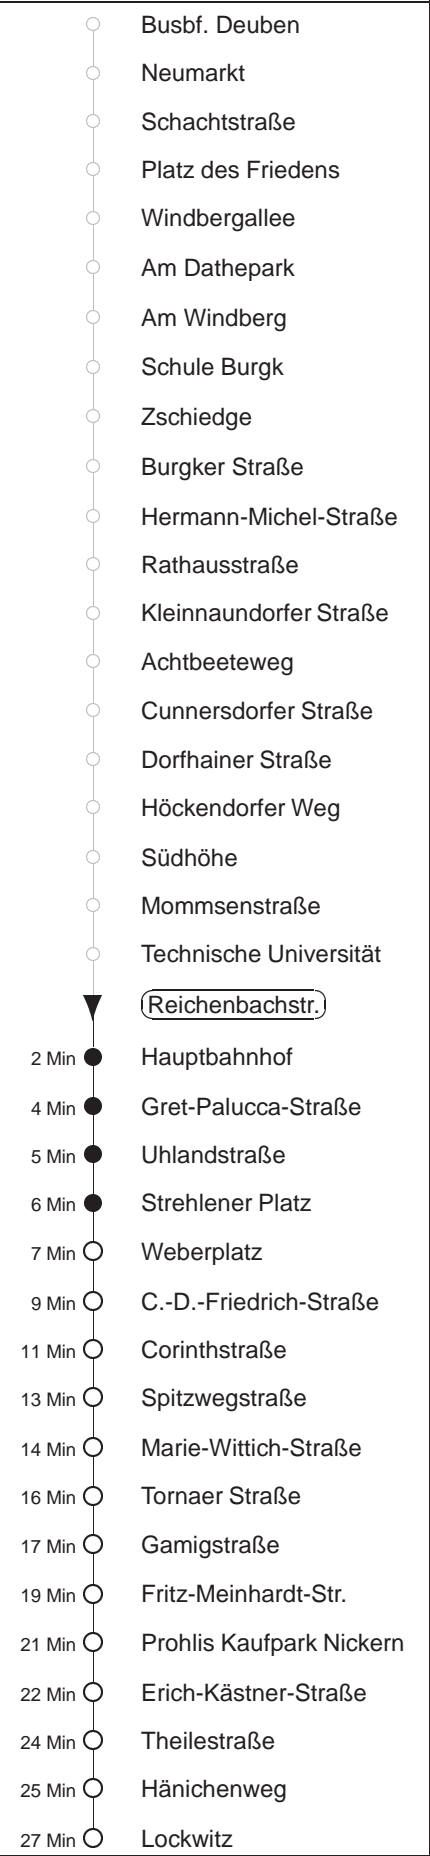 Busbf. Deuben
Neumarkt
Schachtstraße
Platz des Friedens
Windbergallee
Am Dathepark
Am Windberg
Schule Burgk
Zschiedge
Burgker Straße
Hermann-Michel-Straße
Rathausstraße
Kleinnaundorfer Straße
Achtbeeteweg
Cunnersdorfer Straße
Dorfhainer Straße
Höckendorfer Weg
Südhöhe
Mommsenstraße
Technische Universität
Reichenbachstr.
2 Min Hauptbahnhof
4 Min Gret-Palucca-Straße
5 Min Uhlandstraße
6 Min Strehlener Platz
7 Min Weberplatz
9 Min C.-D.-Friedrich-Straße
11 Min Corinthstraße
13 Min Spitzwegstraße
14 Min Marie-Wittich-Straße
16 Min Tornaer Straße
17 Min Gamigstraße
19 Min Fritz-Meinhardt-Str.
21 Min Prohlis Kaufpark Nickern
22 Min Erich-Kästner-Straße
24 Min Theilestraße
25 Min Hänichenweg
27 Min Lockwitz